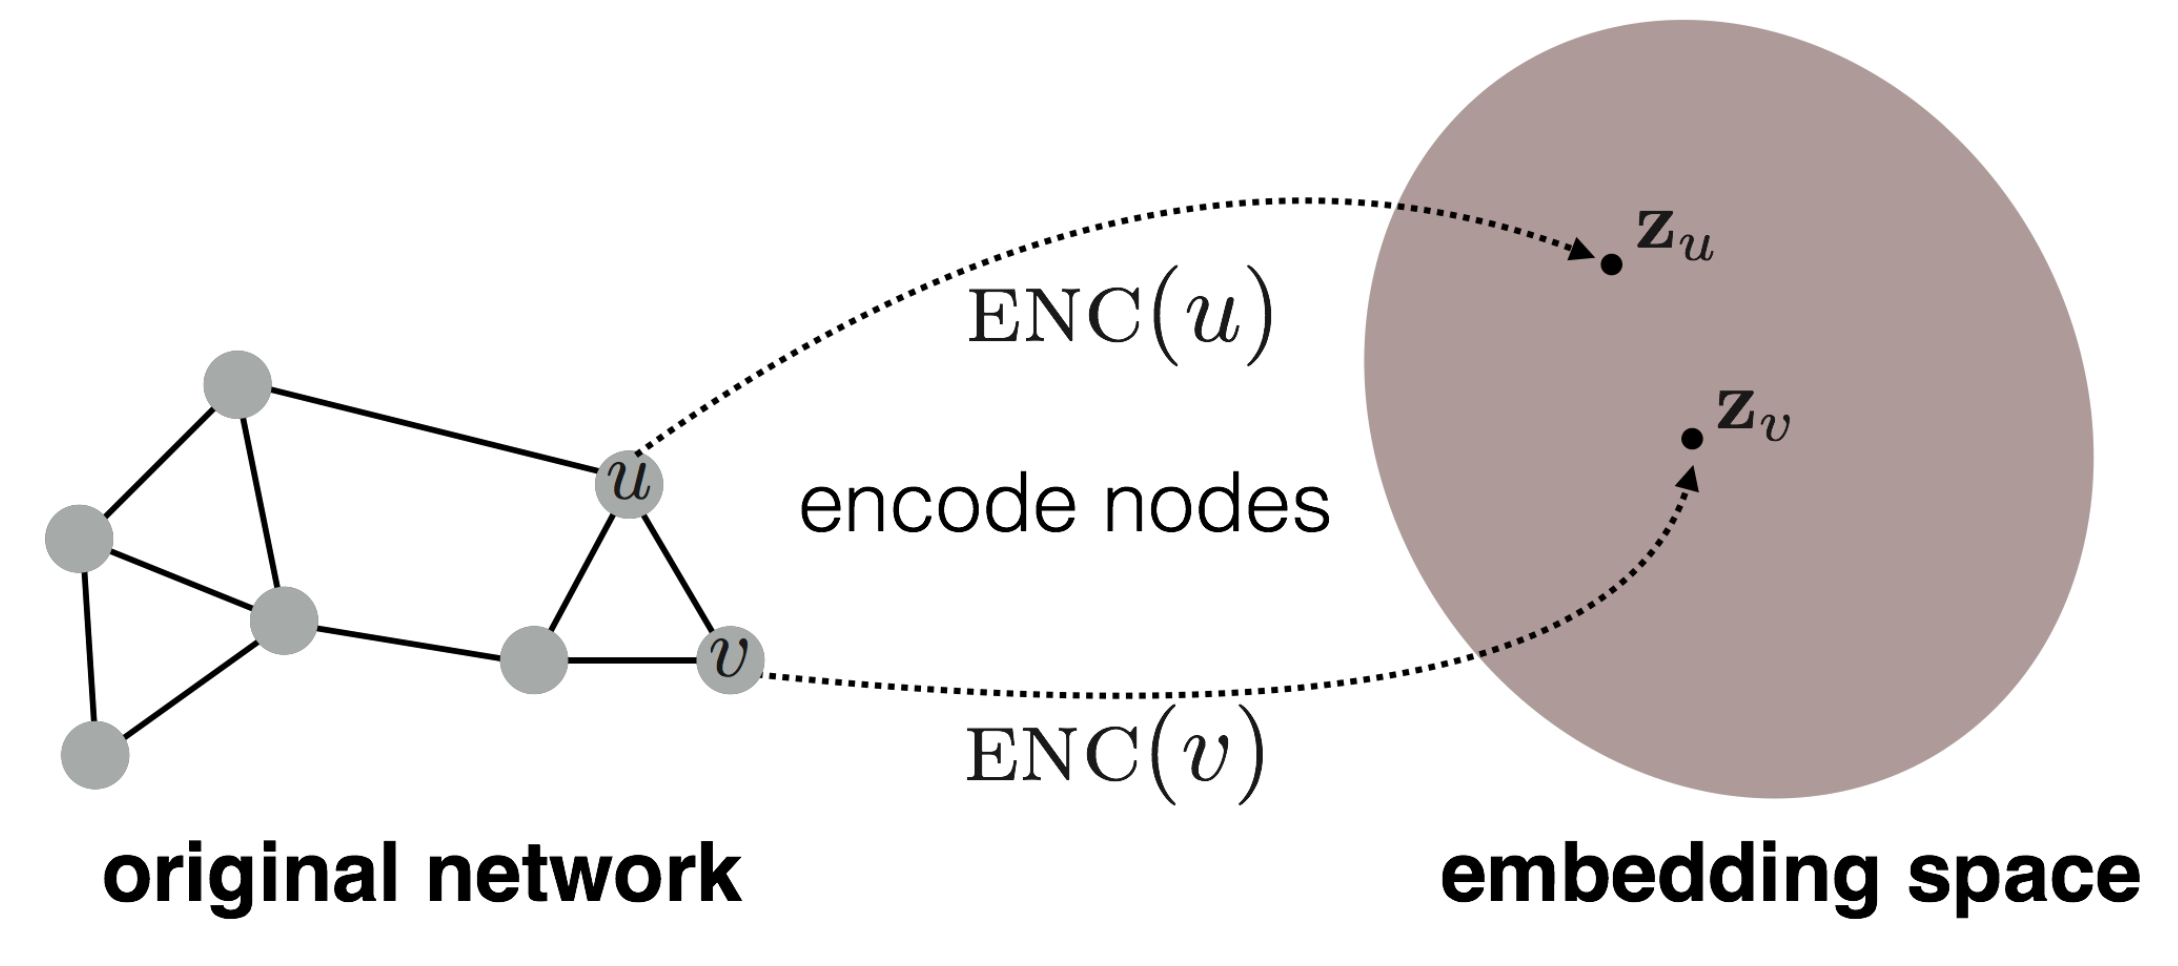 z_u
ENC(u)
z_v
u
encode nodes
v
ENC(v)
original network
embedding space